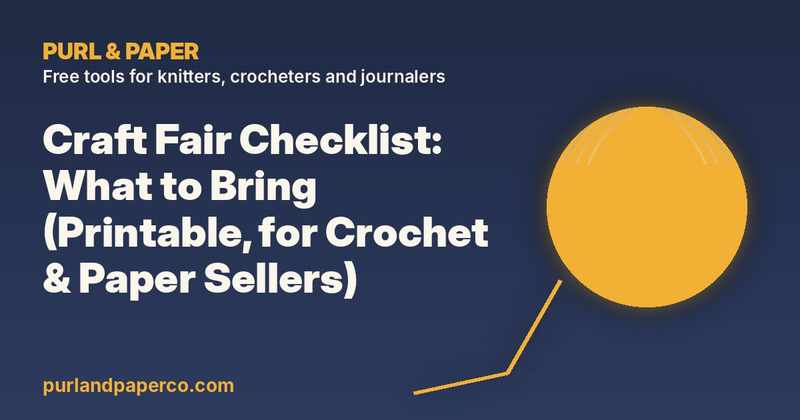 PURL & PAPER
Free tools for knitters, crocheters and journalers
Craft Fair Checklist:
What to Bring
(Printable, for Crochet
& Paper Sellers)
purlandpaperco.com